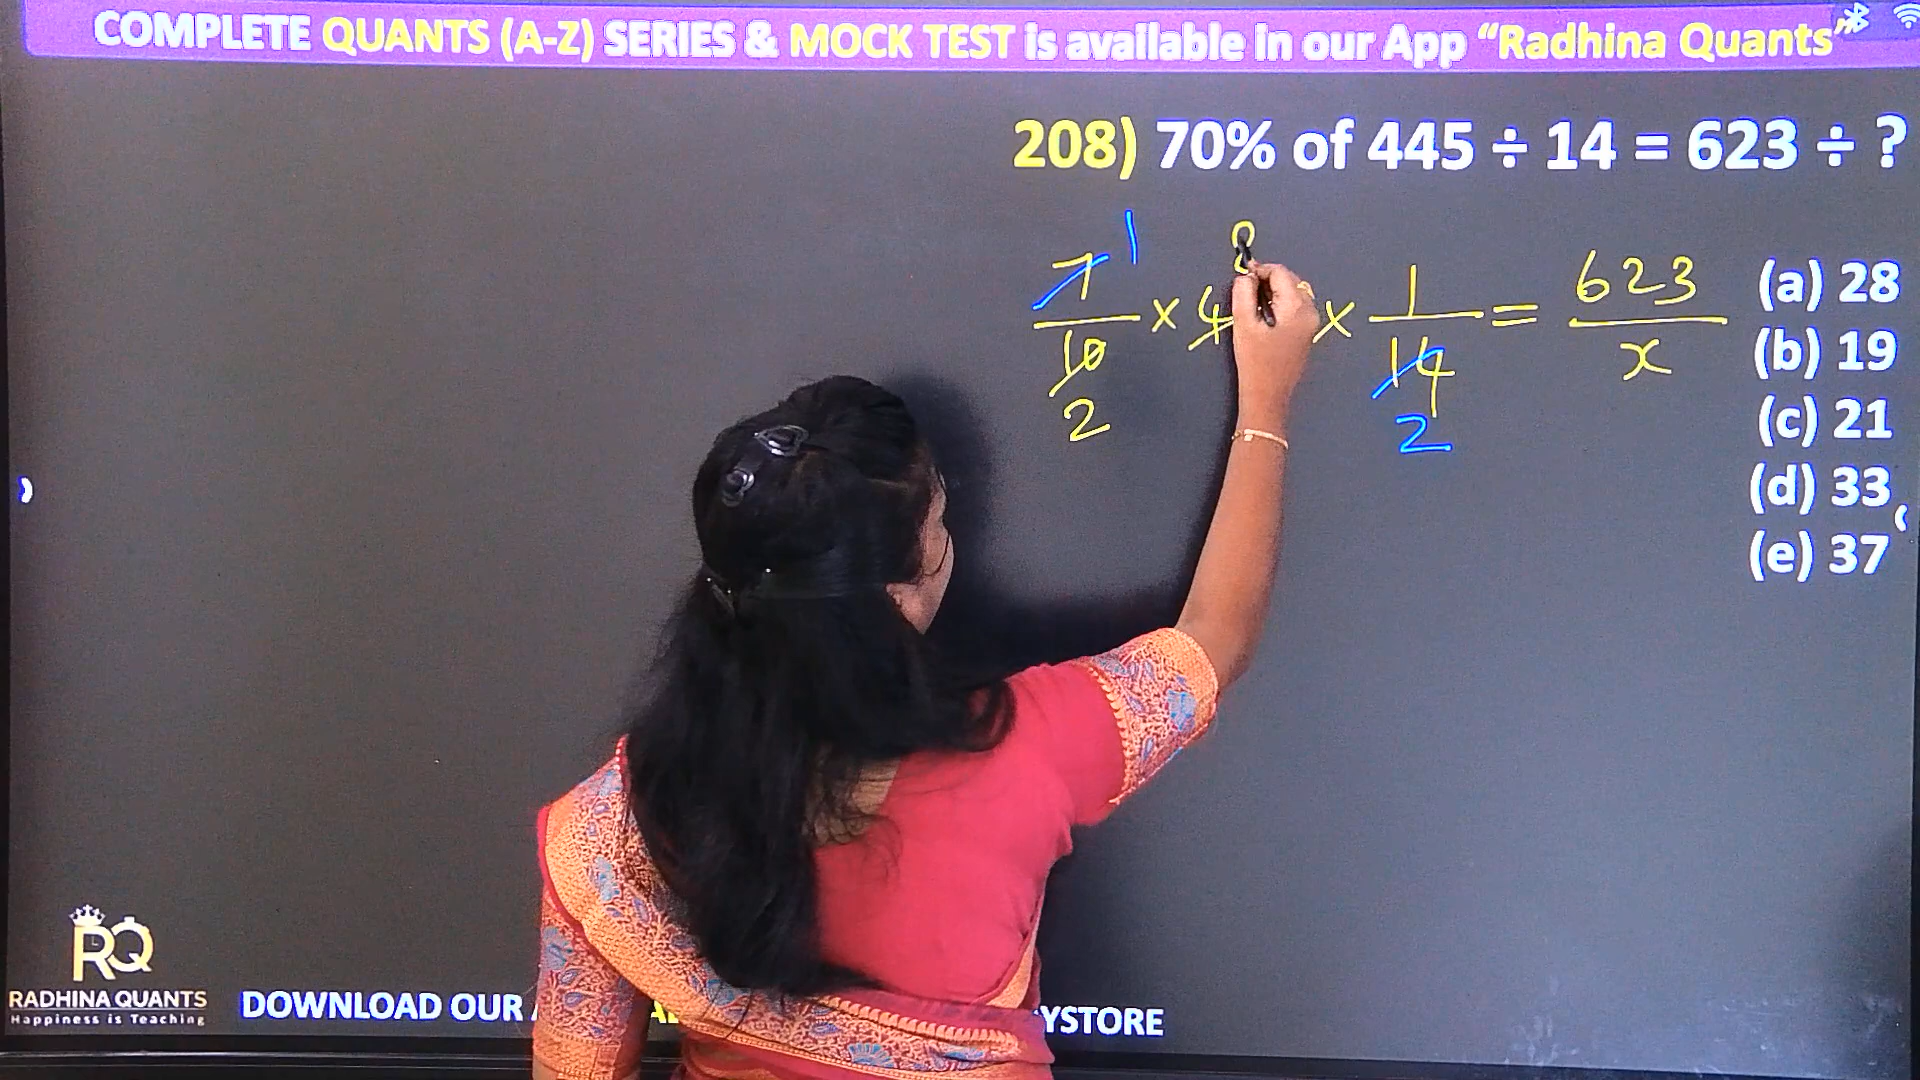 COMPLETE QUANTS (A-Z) SERIES & MOCK TEST is available in our App “Radhina Quants”
208) 70% of 445 ÷ 14 = 623 ÷ ?
1 8
7 1 623
× 4 × =
10 14 x
2 2
(a) 28
(b) 19
(c) 21
(d) 33
(e) 37
RQ
RADHINA QUANTS
Happiness is Teaching
DOWNLOAD OUR
YSTORE